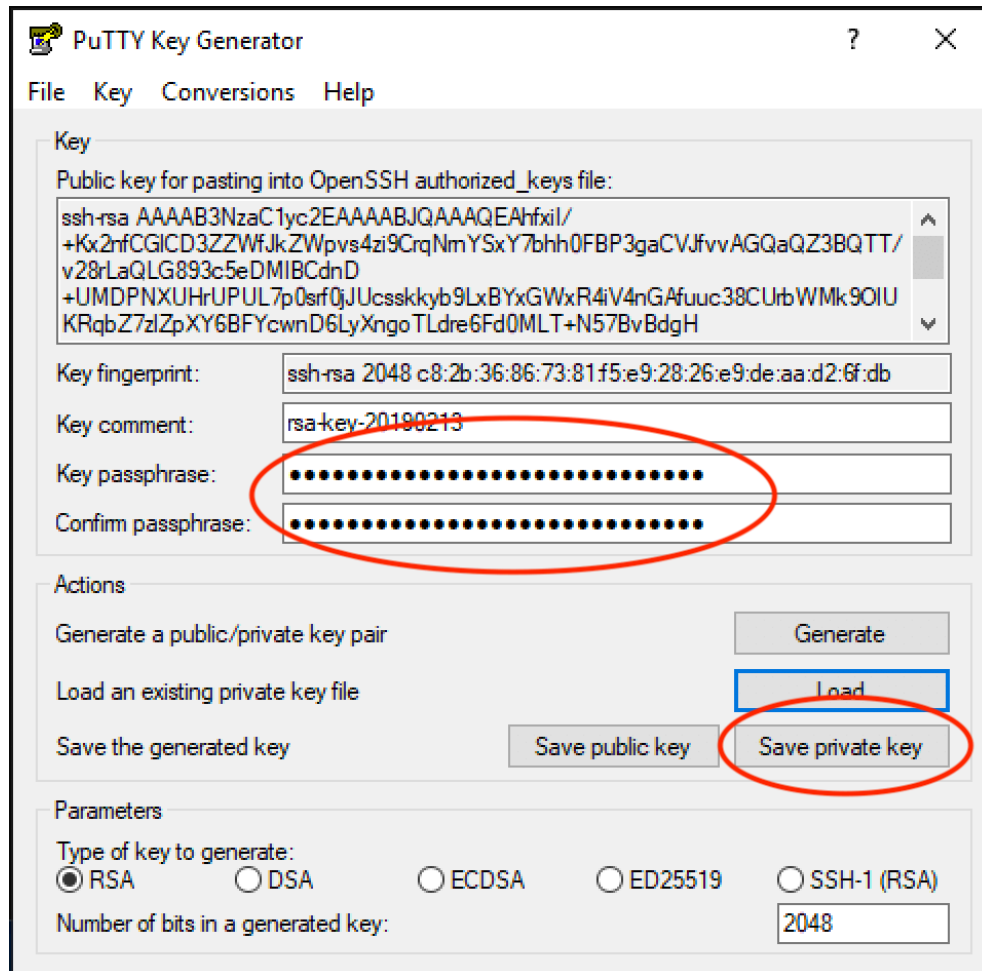 PuTTY Key Generator
File Key Conversions Help
Key
Public key for pasting into OpenSSH authorized_keys file:
ssh-rsa AAAAB3NzaC1yc2EAAAABJQAAAQEAhfxiI/
+Kx2nfCGlCD3ZZWfJkZWpvs4zi9CrqNmYSxY7bhh0FBP3gaCVJfvvAGQaQZ3BQTT/
v28rLaQLG893c5eDMIBCdnD
+UMDPNXUHrUPUL7p0srf0jJUcsskkyb9LxBYxGWxR4iV4nGAfuuc38CUrbWMk9OIU
KRqbZ7zlZpXY6BFYcwnD6LyXngoTLdre6Fd0MLT+N57BvBdgH
Key fingerprint: ssh-rsa 2048 c8:2b:36:86:73:81:f5:e9:28:26:e9:de:aa:d2:6f:db
Key comment: rsa-key-20190213
Key passphrase:
Confirm passphrase:
Actions
Generate a public/private key pair Generate
Load an existing private key file Load
Save the generated key Save public key Save private key
Parameters
Type of key to generate:
RSA DSA ECDSA ED25519 SSH-1 (RSA)
Number of bits in a generated key: 2048